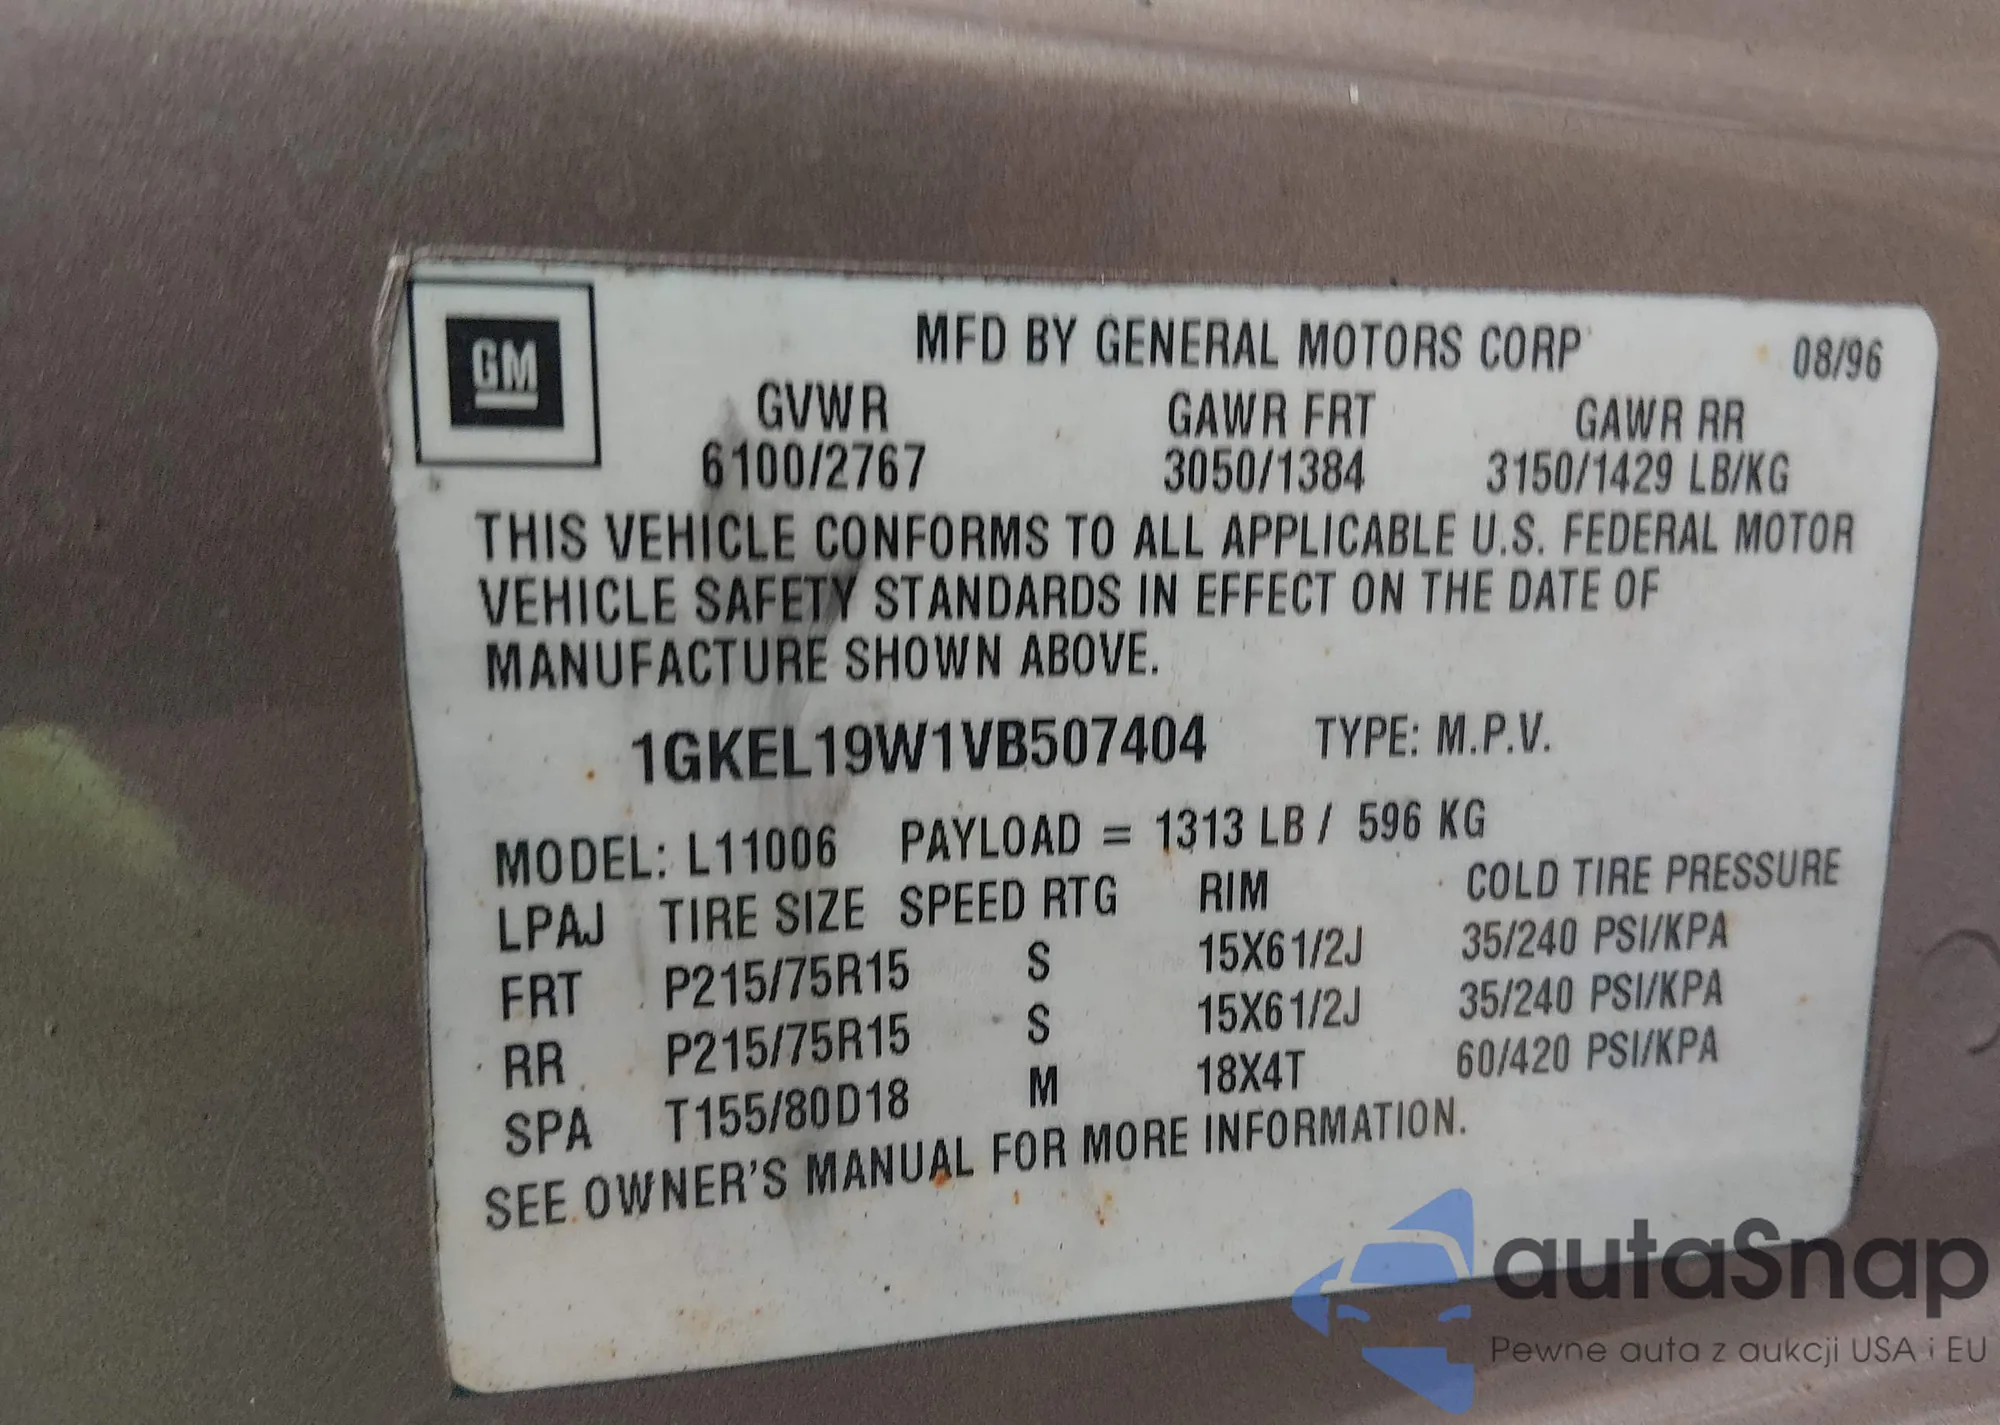 GM
MFD BY GENERAL MOTORS CORP 08/96
GVWR GAWR FRT GAWR RR
6100/2767 3050/1384 3150/1429 LB/KG
THIS VEHICLE CONFORMS TO ALL APPLICABLE U.S. FEDERAL MOTOR
VEHICLE SAFETY STANDARDS IN EFFECT ON THE DATE OF
MANUFACTURE SHOWN ABOVE.
1GKEL19W1VB507404 TYPE: M.P.V.
MODEL: L11006 PAYLOAD = 1313 LB / 596 KG
LPAJ TIRE SIZE SPEED RTG RIM COLD TIRE PRESSURE
FRT P215/75R15 S 15X61/2J 35/240 PSI/KPA
RR P215/75R15 S 15X61/2J 35/240 PSI/KPA
SPA T155/80D18 M 18X4T 60/420 PSI/KPA
SEE OWNER'S MANUAL FOR MORE INFORMATION.
autaSnap
Pewne auta z aukcji USA i EU